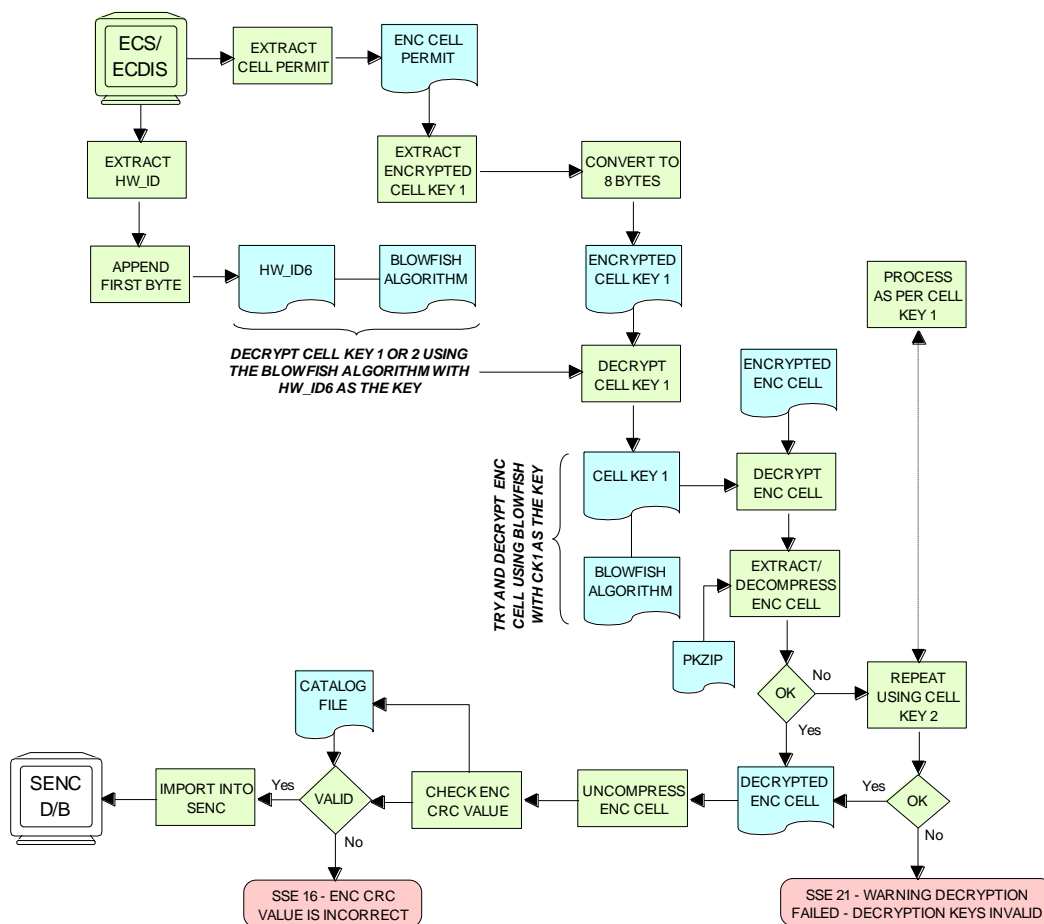 ECS/
ECDIS
EXTRACT
CELL PERMIT
ENC CELL
PERMIT
EXTRACT
HW_ID
EXTRACT
ENCRYPTED
CELL KEY 1
CONVERT TO
8 BYTES
APPEND
FIRST BYTE
HW_ID6
BLOWFISH
ALGORITHM
ENCRYPTED
CELL KEY 1
PROCESS
AS PER CELL
KEY 1
DECRYPT CELL KEY 1 OR 2 USING
THE BLOWFISH ALGORITHM WITH
HW_ID6 AS THE KEY
DECRYPT
CELL KEY 1
ENCRYPTED
ENC CELL
TRY AND DECRYPT ENC
CELL USING BLOWFISH
WITH CK1 AS THE KEY
CELL KEY 1
DECRYPT
ENC CELL
BLOWFISH
ALGORITHM
EXTRACT/
DECOMPRESS
ENC CELL
PKZIP
OK
No
Yes
REPEAT
USING CELL
KEY 2
CATALOG
FILE
SENC
D/B
IMPORT INTO
SENC
Yes
VALID
No
CHECK ENC
CRC VALUE
UNCOMPRESS
ENC CELL
DECRYPTED
ENC CELL
Yes
OK
No
SSE 16 - ENC CRC
VALUE IS INCORRECT
SSE 21 - WARNING DECRYPTION
FAILED - DECRYPTION KEYS INVALID